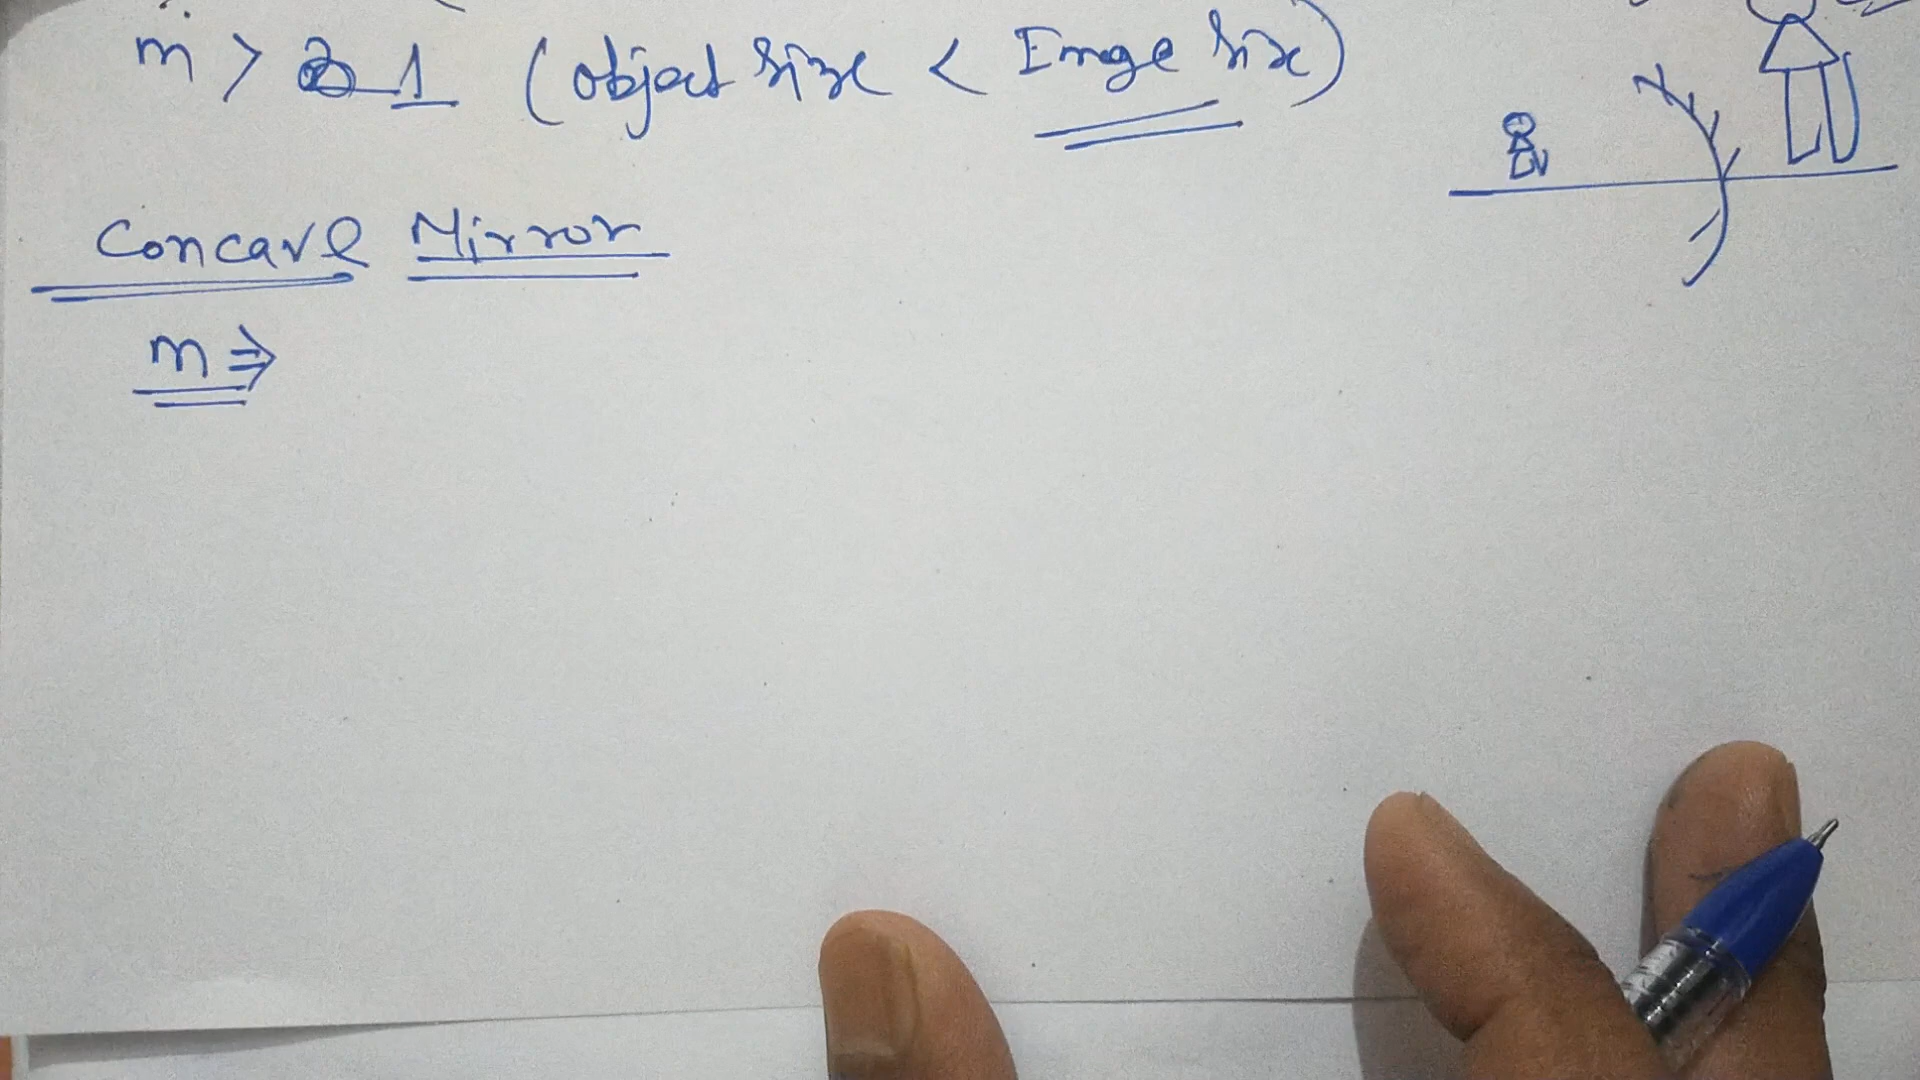 m > 1 (object size < Image size)
Concave Mirror
m ⇒